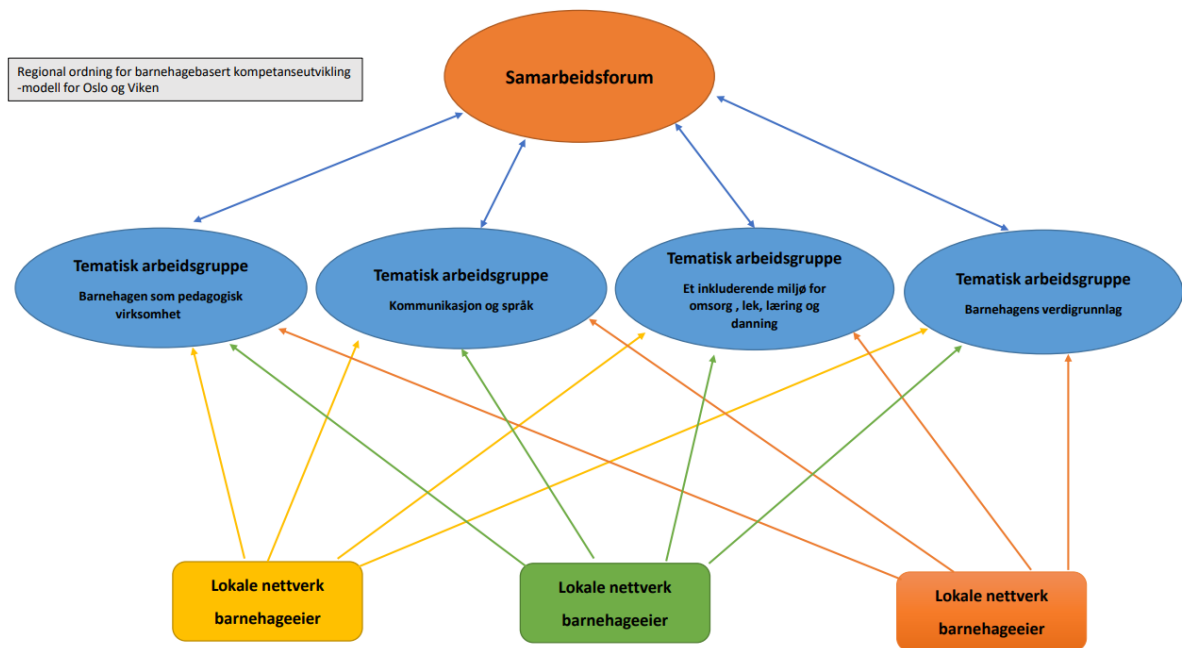 Regional ordning for barnehagebasert kompetanseutvikling
-modell for Oslo og Viken
Samarbeidsforum
Tematisk arbeidsgruppe
Barnehagen som pedagogisk
virksomhet
Tematisk arbeidsgruppe
Kommunikasjon og språk
Tematisk arbeidsgruppe
Et inkluderende miljø for
omsorg , lek, læring og
danning
Tematisk arbeidsgruppe
Barnehagens verdigrunnlag
Lokale nettverk
barnehageeier
Lokale nettverk
barnehageeier
Lokale nettverk
barnehageeier